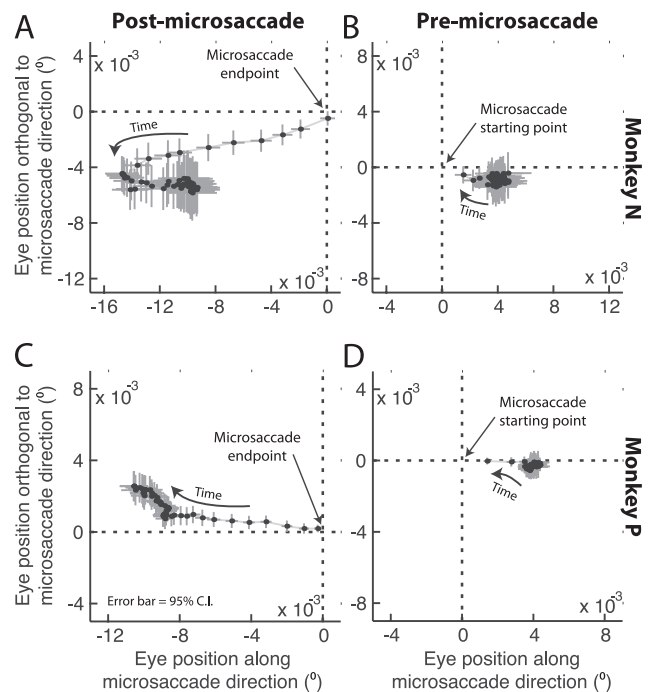 Post-microsaccade
Pre-microsaccade
A
B
Eye position orthogonal to
microsaccade direction (⁰)
4
0
-4
-8
-12
x 10⁻³
Microsaccade
endpoint
Time
x 10⁻³
-16
-12
-8
-4
0
8
4
0
-4
-8
x 10⁻³
Microsaccade
starting point
Time
x 10⁻³
-4
0
4
8
12
Monkey N
C
D
Eye position orthogonal to
microsaccade direction (⁰)
8
4
0
-4
x 10⁻³
Microsaccade
endpoint
Time
Error bar = 95% C.I.
x 10⁻³
-12
-8
-4
0
Eye position along
microsaccade direction (⁰)
4
0
-4
-8
x 10⁻³
Microsaccade
starting point
Time
x 10⁻³
-4
0
4
8
Eye position along
microsaccade direction (⁰)
Monkey P